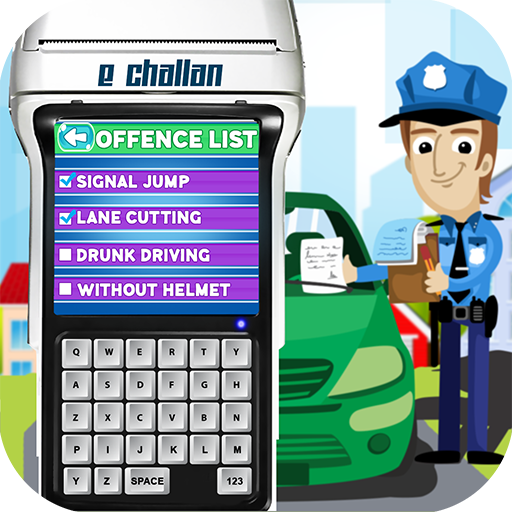 e challan
OFFENCE LIST
SIGNAL JUMP
LANE CUTTING
DRUNK DRIVING
WITHOUT HELMET
Q W E R T Y
A S D F G H
E X C V B N
P J M K L O
Y Z SPACE 123